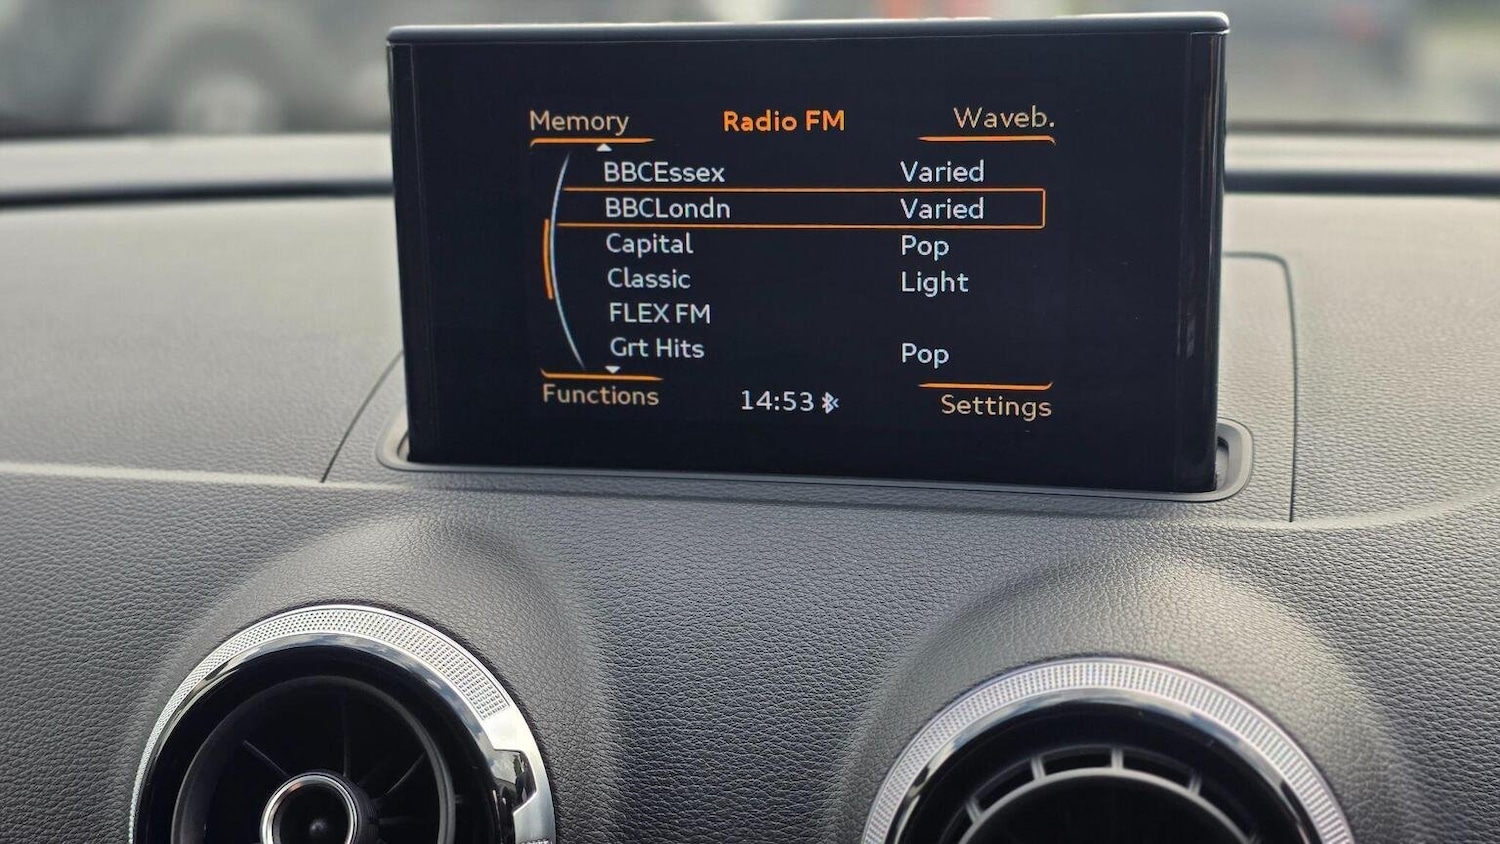 Memory Radio FM Waveb.
BBCEssex Varied
BBCLondn Varied
Capital Pop
Classic Light
FLEX FM
Grt Hits Pop
Functions 14:53 Settings